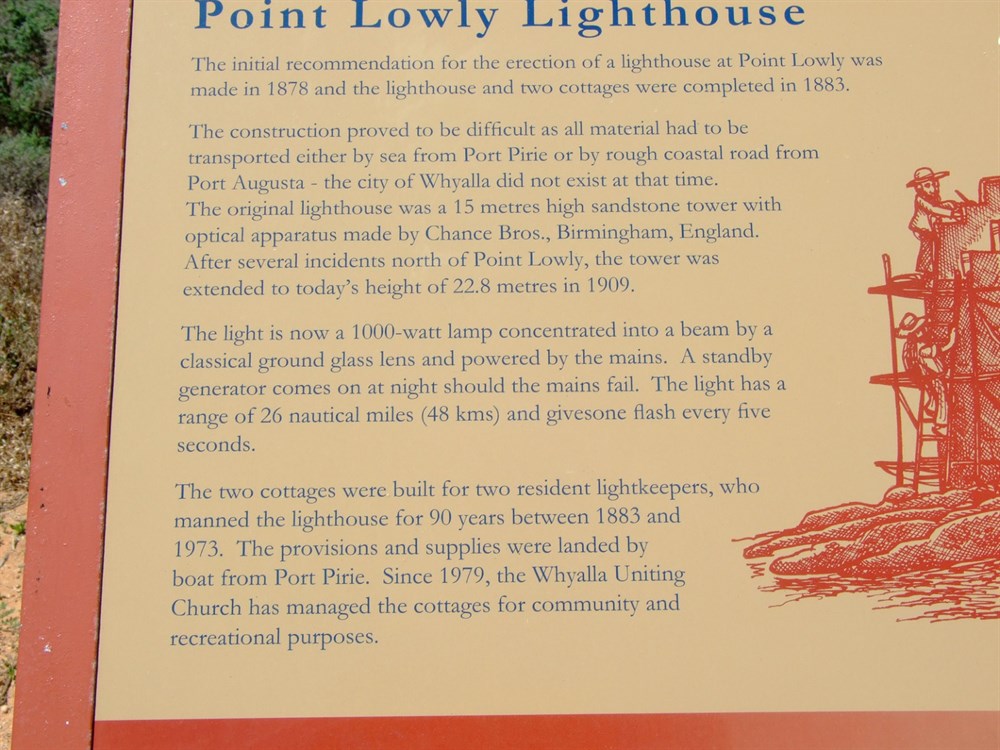 Point Lowly Lighthouse
The initial recommendation for the erection of a lighthouse at Point Lowly was
made in 1878 and the lighthouse and two cottages were completed in 1883.
The construction proved to be difficult as all material had to be
transported either by sea from Port Pirie or by rough coastal road from
Port Augusta - the city of Whyalla did not exist at that time.
The original lighthouse was a 15 metres high sandstone tower with
optical apparatus made by Chance Bros., Birmingham, England.
After several incidents north of Point Lowly, the tower was
extended to today's height of 22.8 metres in 1909.
The light is now a 1000-watt lamp concentrated into a beam by a
classical ground glass lens and powered by the mains.  A standby
generator comes on at night should the mains fail.  The light has a
range of 26 nautical miles (48 kms) and givesone flash every five
seconds.
The two cottages were built for two resident lightkeepers, who
manned the lighthouse for 90 years between 1883 and
1973.  The provisions and supplies were landed by
boat from Port Pirie.  Since 1979, the Whyalla Uniting
Church has managed the cottages for community and
recreational purposes.